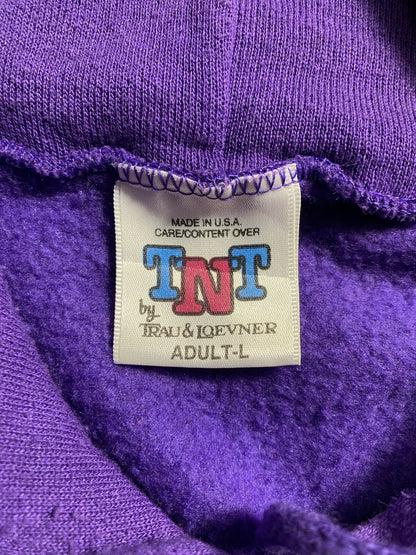 MADE IN U.S.A.
CARE/CONTENT OVER
TNT
by
TRAU & LOEVNER
ADULT-L